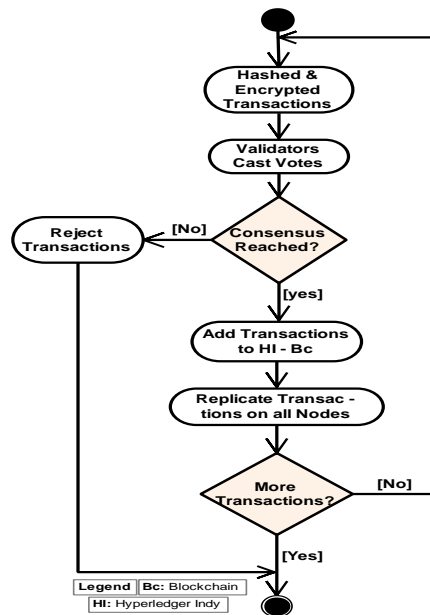 Hashed &
Encrypted
Transactions
Validators
Cast Votes
Consensus
Reached?
[No]
Reject
Transactions
[yes]
Add Transactions
to HI - Bc
Replicate Transac -
tions on all Nodes
More
Transactions?
[No]
[Yes]
Legend Bc: Blockchain
HI: Hyperledger Indy